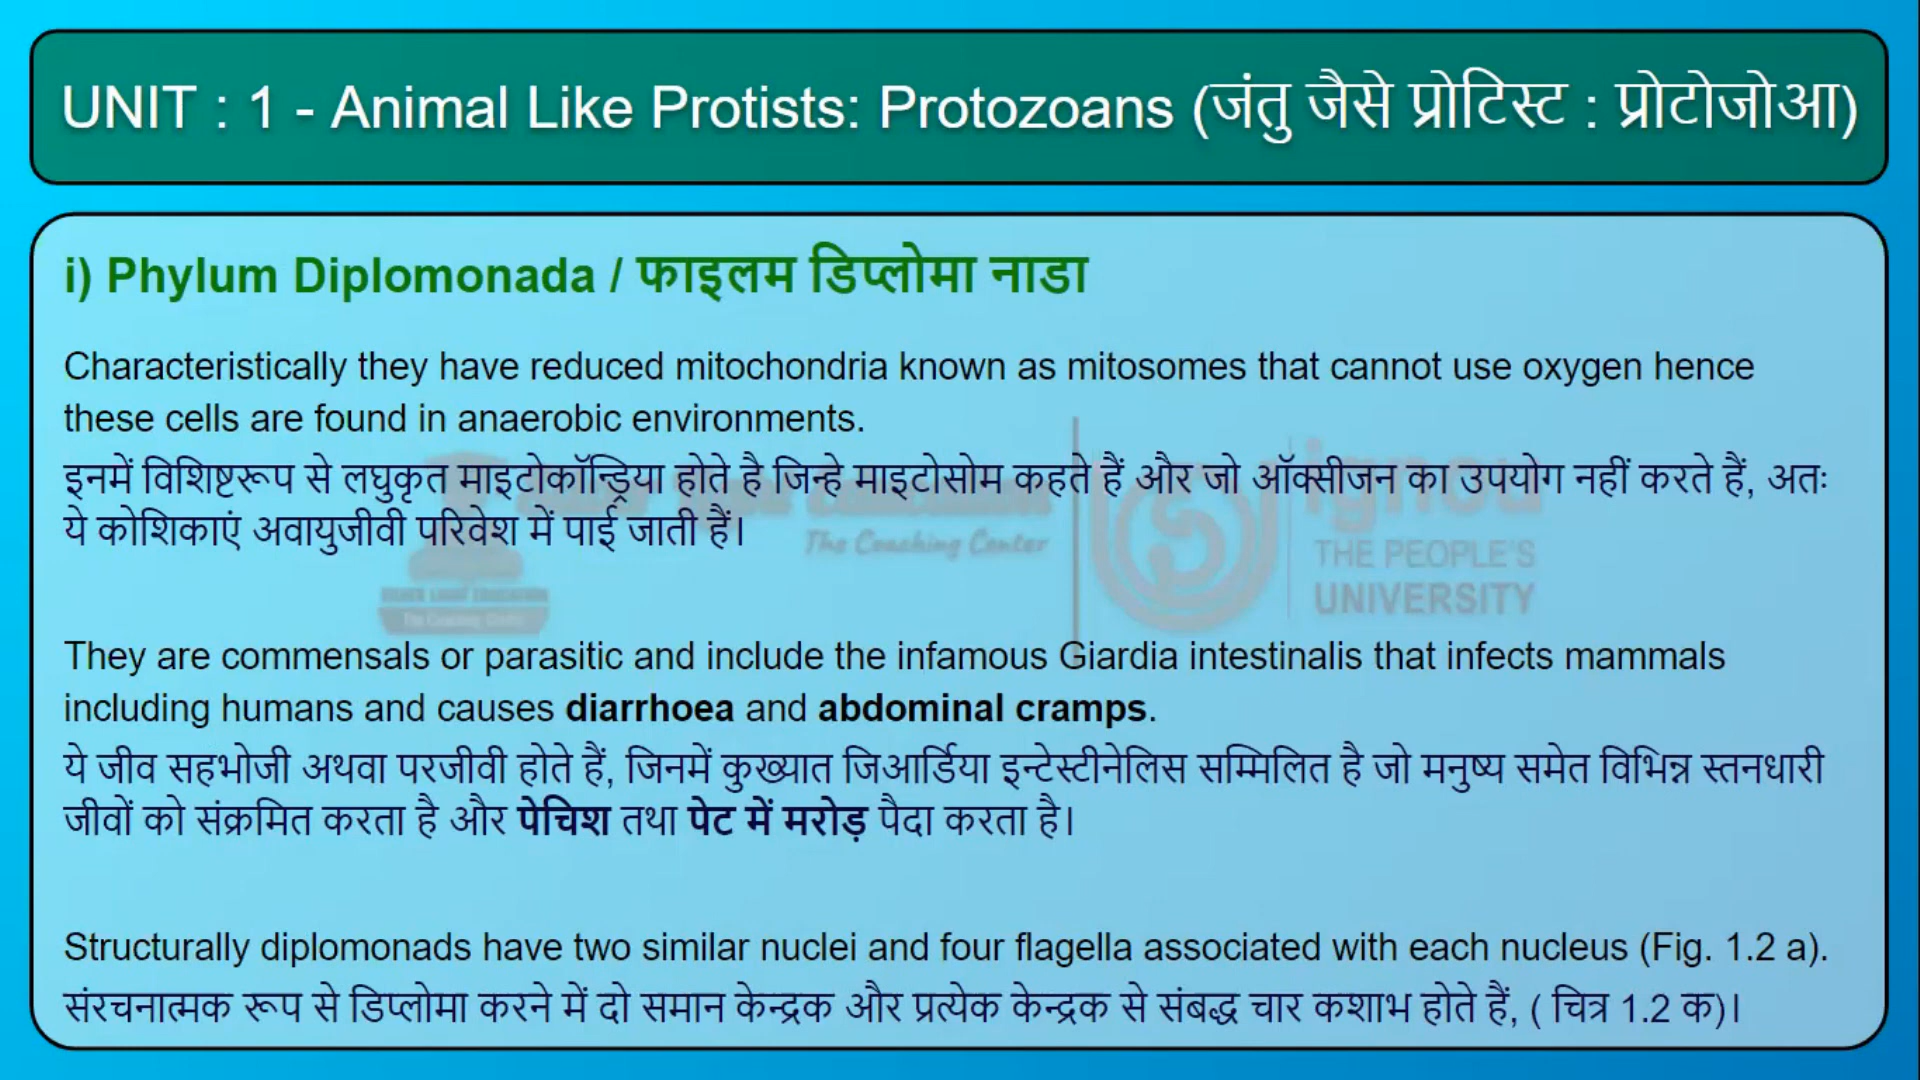 UNIT : 1 - Animal Like Protists: Protozoans (जंतु जैसे प्रोटिस्ट : प्रोटोजोआ)
i) Phylum Diplomonada / फाइलम डिप्लोमा नाडा
Characteristically they have reduced mitochondria known as mitosomes that cannot use oxygen hence
these cells are found in anaerobic environments.
इनमें विशिष्टरूप से लघुकृत माइटोकॉन्ड्रिया होते है जिन्हे माइटोसोम कहते हैं और जो ऑक्सीजन का उपयोग नहीं करते हैं, अतः
ये कोशिकाएं अवायुजीवी परिवेश में पाई जाती हैं।
The Coaching Center
ignou
THE PEOPLE'S
UNIVERSITY
They are commensals or parasitic and include the infamous Giardia intestinalis that infects mammals
including humans and causes diarrhoea and abdominal cramps.
ये जीव सहभोजी अथवा परजीवी होते हैं, जिनमें कुख्यात जिआर्डिया इन्टेस्टीनेलिस सम्मिलित है जो मनुष्य समेत विभिन्न स्तनधारी
जीवों को संक्रमित करता है और पेचिश तथा पेट में मरोड़ पैदा करता है।
Structurally diplomonads have two similar nuclei and four flagella associated with each nucleus (Fig. 1.2 a).
संरचनात्मक रूप से डिप्लोमा करने में दो समान केन्द्रक और प्रत्येक केन्द्रक से संबद्ध चार कशाभ होते हैं, ( चित्र 1.2 क)।